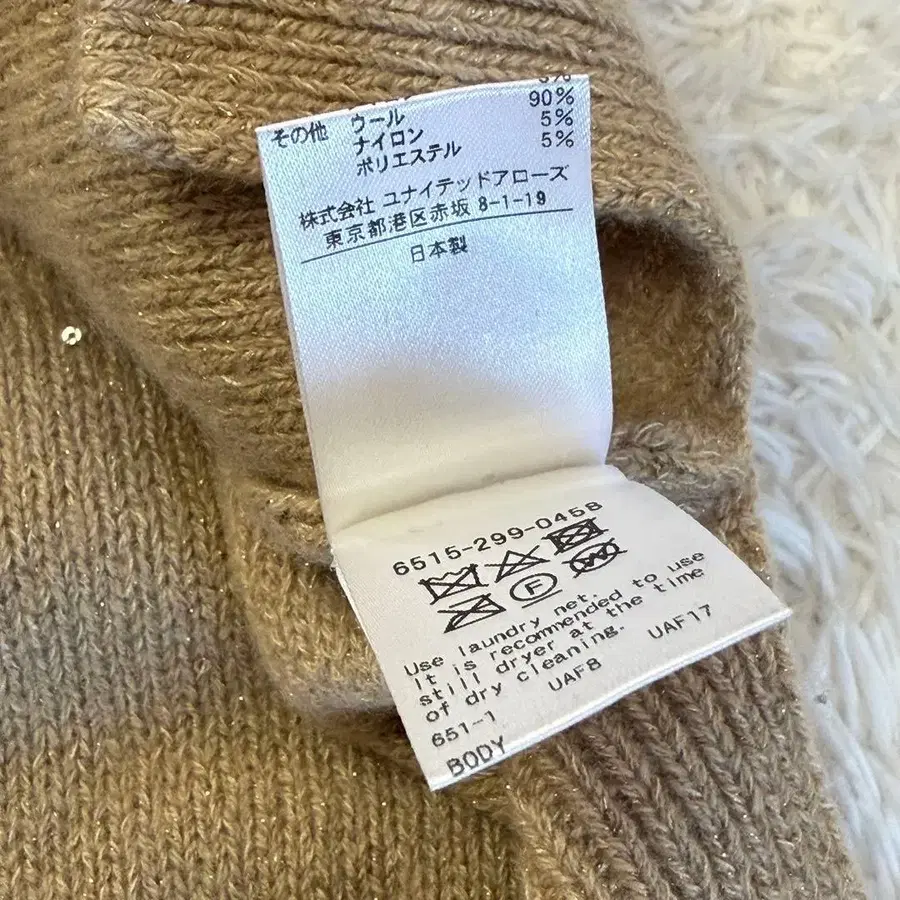 その他 ウール 90%
ナイロン 5%
ポリエステル 5%
株式会社 ユナイテッドアローズ
東京都港区赤坂 8-1-19
日本製
6515-299-0458
F
W
Use laundry net.
It is recommended to use
still dryer at the time
of dry cleaning.
UAF8 UAF17
651-1
BODY